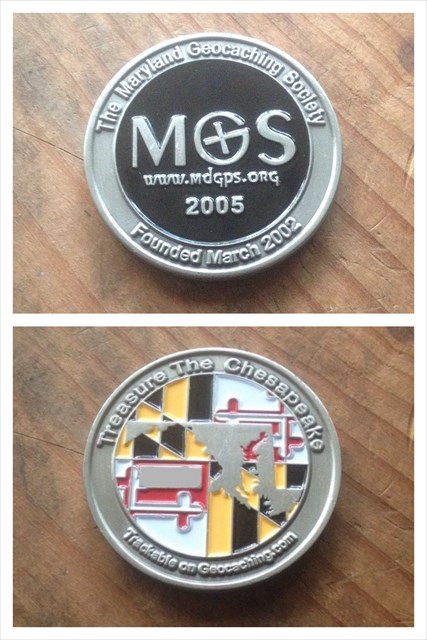 The Maryland Geocaching Society
MGS
www.mdgps.org
2005
Founded March 2002
Treasure The Chesapeake
Trackable on Geocaching.com